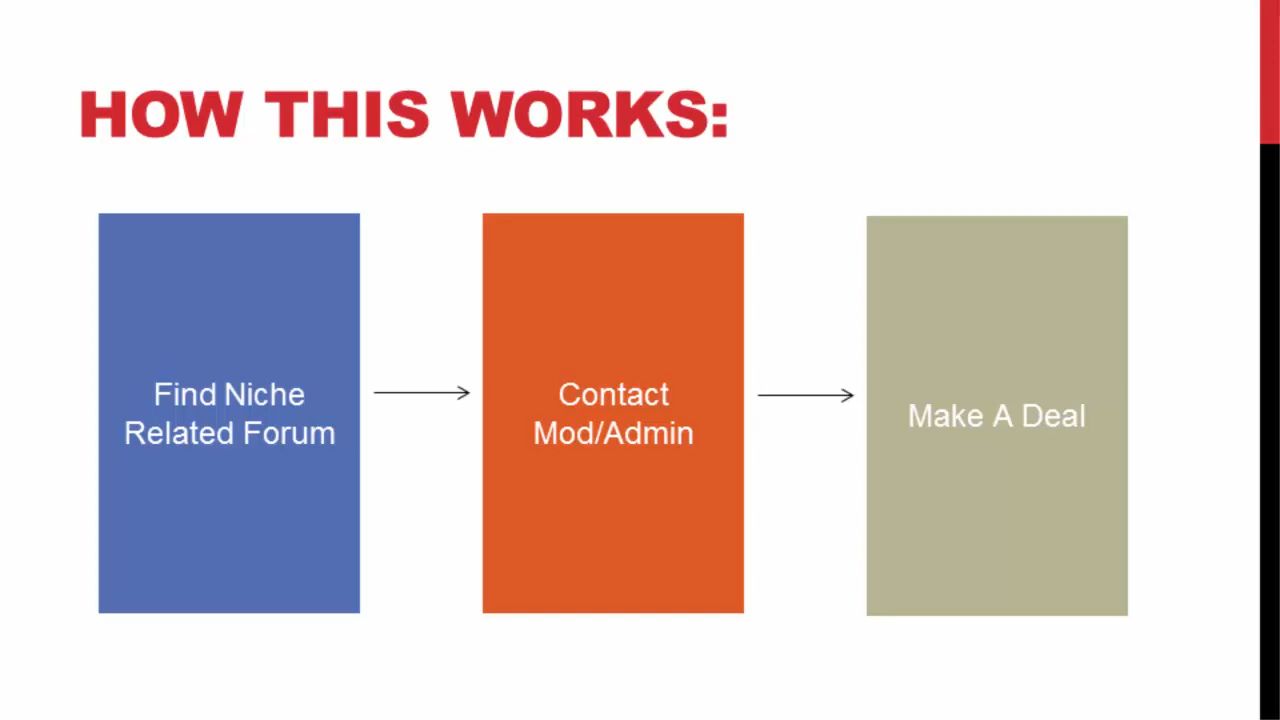 HOW THIS WORKS:
Find Niche
Related Forum
Contact
Mod/Admin
Make A Deal